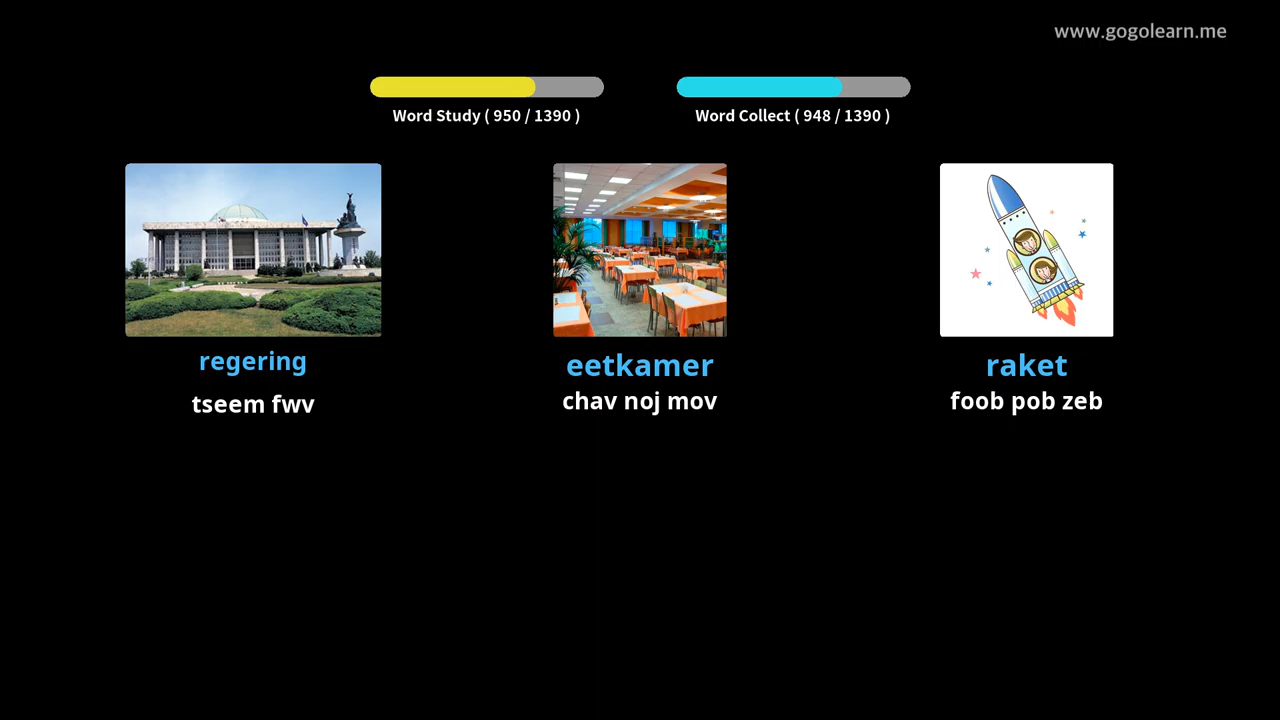 www.gogolearn.me
Word Study ( 950 / 1390 )
Word Collect ( 948 / 1390 )
regering
tseem fwv
eetkamer
chav noj mov
raket
foob pob zeb